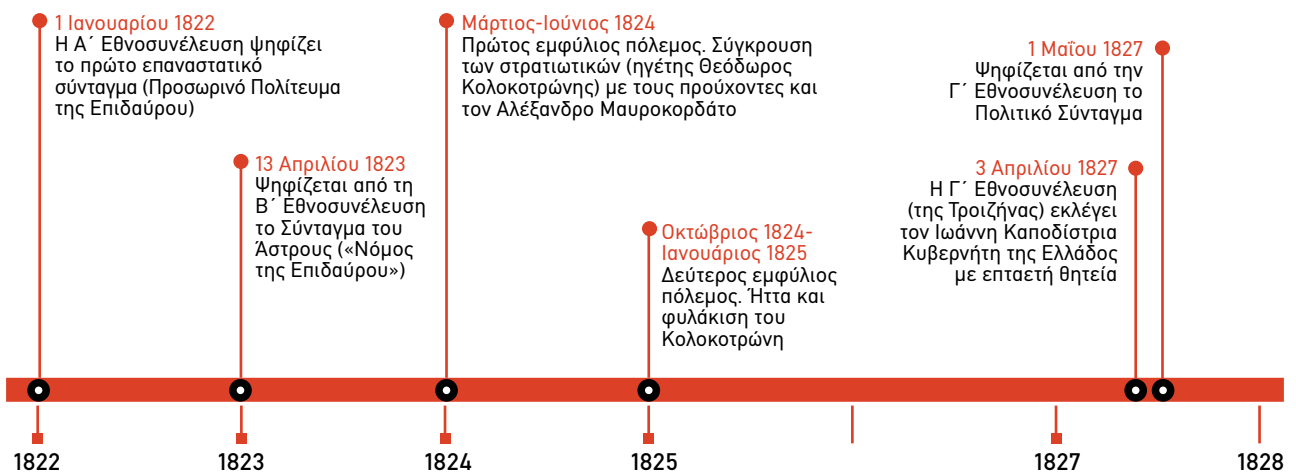 1 Ιανουαρίου 1822
Η Α΄ Εθνοσυνέλευση ψηφίζει
το πρώτο επαναστατικό
σύνταγμα (Προσωρινό Πολίτευμα
της Επιδαύρου)
13 Απριλίου 1823
Ψηφίζεται από τη
Β΄ Εθνοσυνέλευση
το Σύνταγμα του
Άστρους («Νόμος
της Επιδαύρου»)
Μάρτιος-Ιούνιος 1824
Πρώτος εμφύλιος πόλεμος. Σύγκρουση
των στρατιωτικών (ηγέτης Θεόδωρος
Κολοκοτρώνης) με τους προύχοντες και
τον Αλέξανδρο Μαυροκορδάτο
Οκτώβριος 1824-
Ιανουάριος 1825
Δεύτερος εμφύλιος
πόλεμος. Ήττα και
φυλάκιση του
Κολοκοτρώνη
3 Απριλίου 1827
Η Γ΄ Εθνοσυνέλευση
(της Τροιζήνας) εκλέγει
τον Ιωάννη Καποδίστρια
Κυβερνήτη της Ελλάδος
με επταετή θητεία
1 Μαΐου 1827
Ψηφίζεται από την
Γ΄ Εθνοσυνέλευση το
Πολιτικό Σύνταγμα
1822 1823 1824 1825 1827 1828